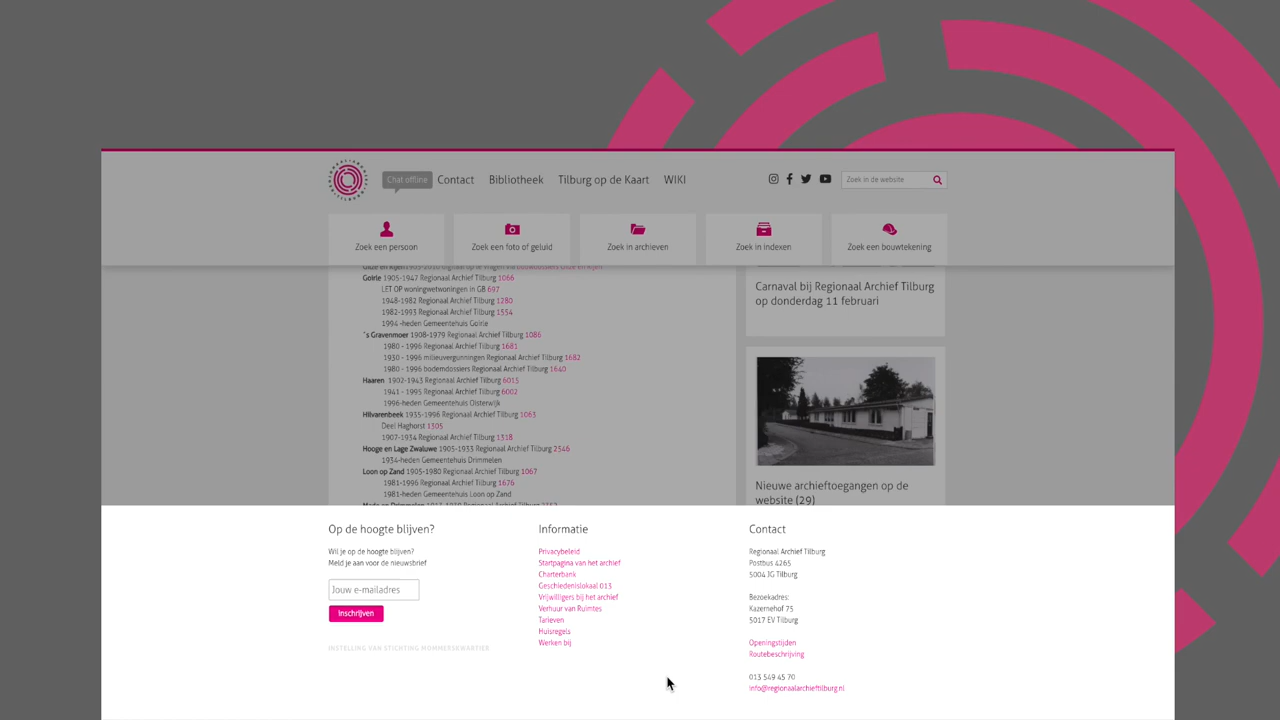 Chat offline
Contact
Bibliotheek
Tilburg op de Kaart
WIKI
Zoek in de website
Zoek een persoon
Zoek een foto of geluid
Zoek in archieven
Zoek in indexen
Zoek een bouwtekening
Goirle 1905-1947 Regionaal Archief Tilburg 1066
LET OP woningwetwoningen in GB 697
1948-1982 Regionaal Archief Tilburg 1280
1982-1993 Regionaal Archief Tilburg 1554
1994 -heden Gemeentehuis Goirle
's Gravenmoer 1908-1979 Regionaal Archief Tilburg 1086
1980 - 1996 Regionaal Archief Tilburg 1681
1930 - 1996 milieuvergunningen Regionaal Archief Tilburg 1682
1980 - 1996 bodemdossiers Regionaal Archief Tilburg 1640
Haaren 1902-1943 Regionaal Archief Tilburg 6015
1941 - 1995 Regionaal Archief Tilburg 6002
1996-heden Gemeentehuis Oisterwijk
Hilvarenbeek 1935-1996 Regionaal Archief Tilburg 1063
Deel Haghorst 1305
1907-1934 Regionaal Archief Tilburg 1318
Hooge en Lage Zwaluwe 1905-1933 Regionaal Archief Tilburg 2546
1934-heden Gemeentehuis Drimmelen
Loon op Zand 1905-1980 Regionaal Archief Tilburg 1067
1981-1996 Regionaal Archief Tilburg 1676
1981-heden Gemeentehuis Loon op Zand
Carnaval bij Regionaal Archief Tilburg
op donderdag 11 februari
Nieuwe archieftoegangen op de
website (29)
Op de hoogte blijven?
Wil je op de hoogte blijven?
Meld je aan voor de nieuwsbrief
Jouw e-mailadres
Inschrijven
INSTELLING VAN STICHTING MOMMERSKWARTIER
Informatie
Privacybeleid
Startpagina van het archief
Charterbank
Geschiedenislokaal 013
Vrijwilligers bij het archief
Verhuur van Ruimtes
Tarieven
Huisregels
Werken bij
Contact
Regionaal Archief Tilburg
Postbus 4265
5004 JG Tilburg
Bezoekadres:
Kazernehof 75
5017 EV Tilburg
Openingstijden
Routebeschrijving
013 549 45 70
info@regionaalarchieftilburg.nl